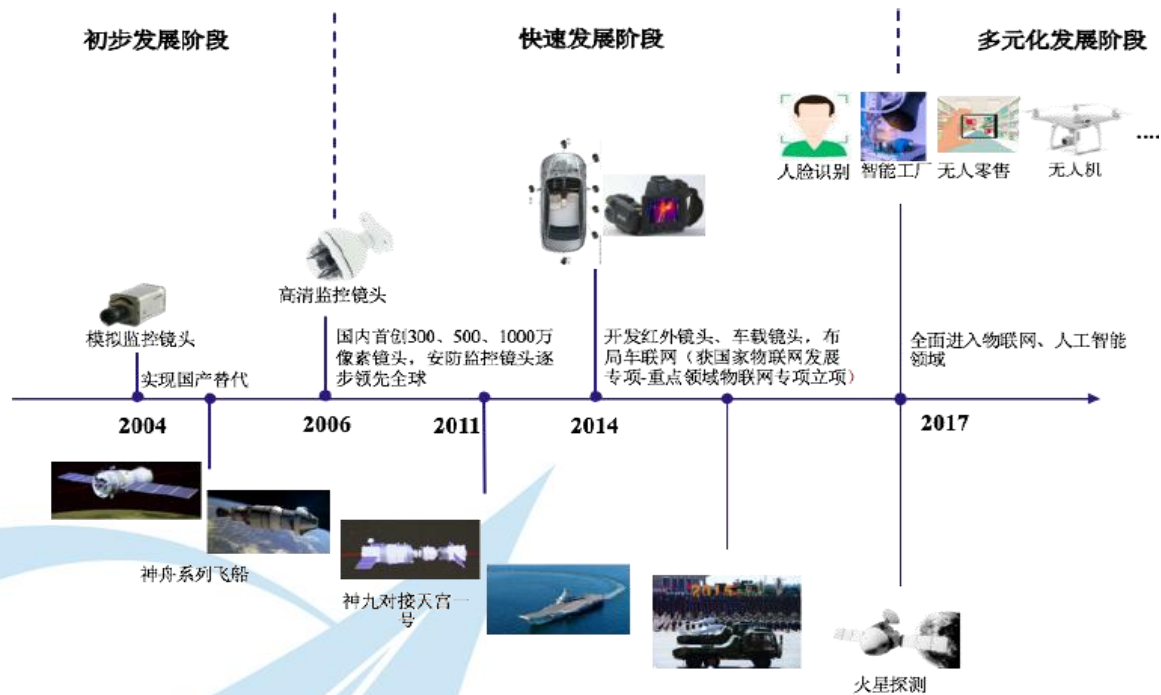 初步发展阶段
快速发展阶段
多元化发展阶段
人脸识别
智能工厂
无人零售
无人机
....
高清监控镜头
模拟监控镜头
实现国产替代
国内首创300、500、1000万
像素镜头，安防监控镜头逐
步领先全球
开发红外镜头、车载镜头，布
局车联网（获国家物联网发展
专项-重点领域物联网专项立项）
全面进入物联网、人工智能
领域
2004
2006
2011
2014
2017
神舟系列飞船
神九对接天宫一
号
2015
火星探测